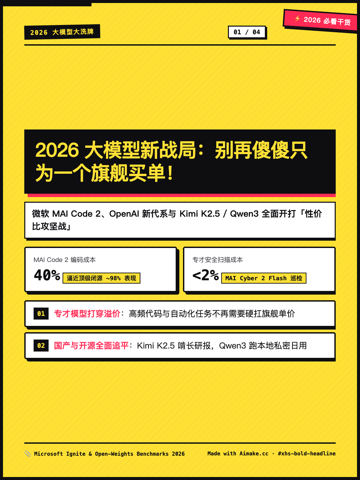 ⚡ 2026 必看干货
2026 大模型大洗牌
01 / 04
2026 大模型新战局：别再傻傻只
为一个旗舰买单！
微软 MAI Code 2、OpenAI 新代系与 Kimi K2.5 / Qwen3 全面开打「性价
比攻坚战」
MAI Code 2 编码成本
40% 逼近顶级闭源 ~98% 表现
专才安全扫描成本
<2% MAI Cyber 2 Flash 巡检
01 专才模型打穿溢价：高频代码与自动化任务不再需要硬扛旗舰单价
02 国产与开源全面追平：Kimi K2.5 啃长研报，Qwen3 跑本地私密日用
📎 Microsoft Ignite & Open-Weights Benchmarks 2026
Made with Aimake.cc · #xhs-bold-headline